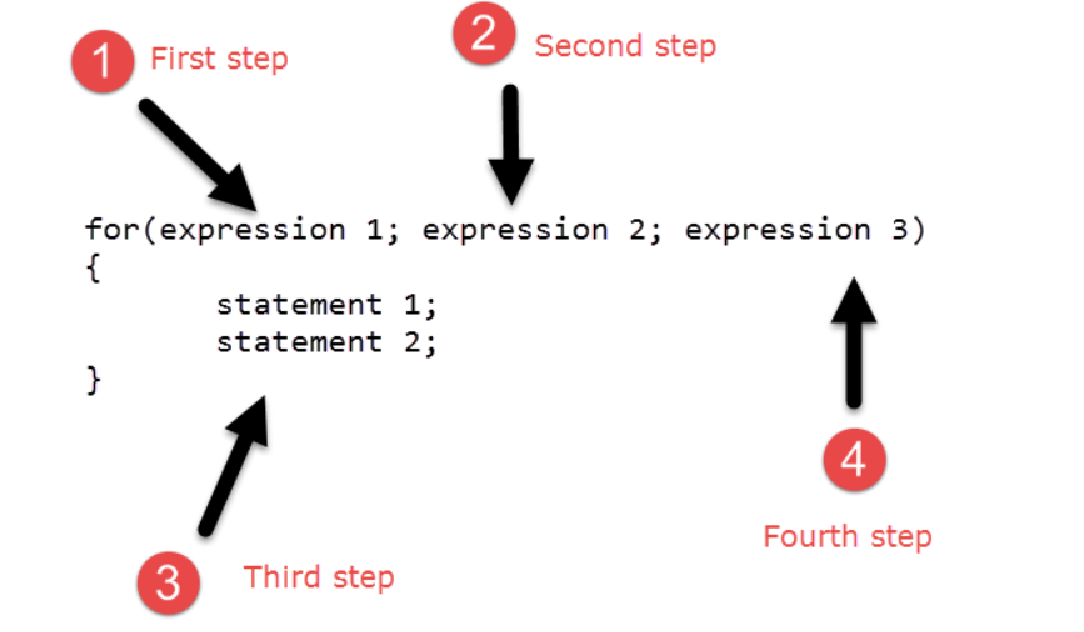 1 First step
2 Second step
for(expression 1; expression 2; expression 3)
{
statement 1;
statement 2;
}
4
Fourth step
3 Third step